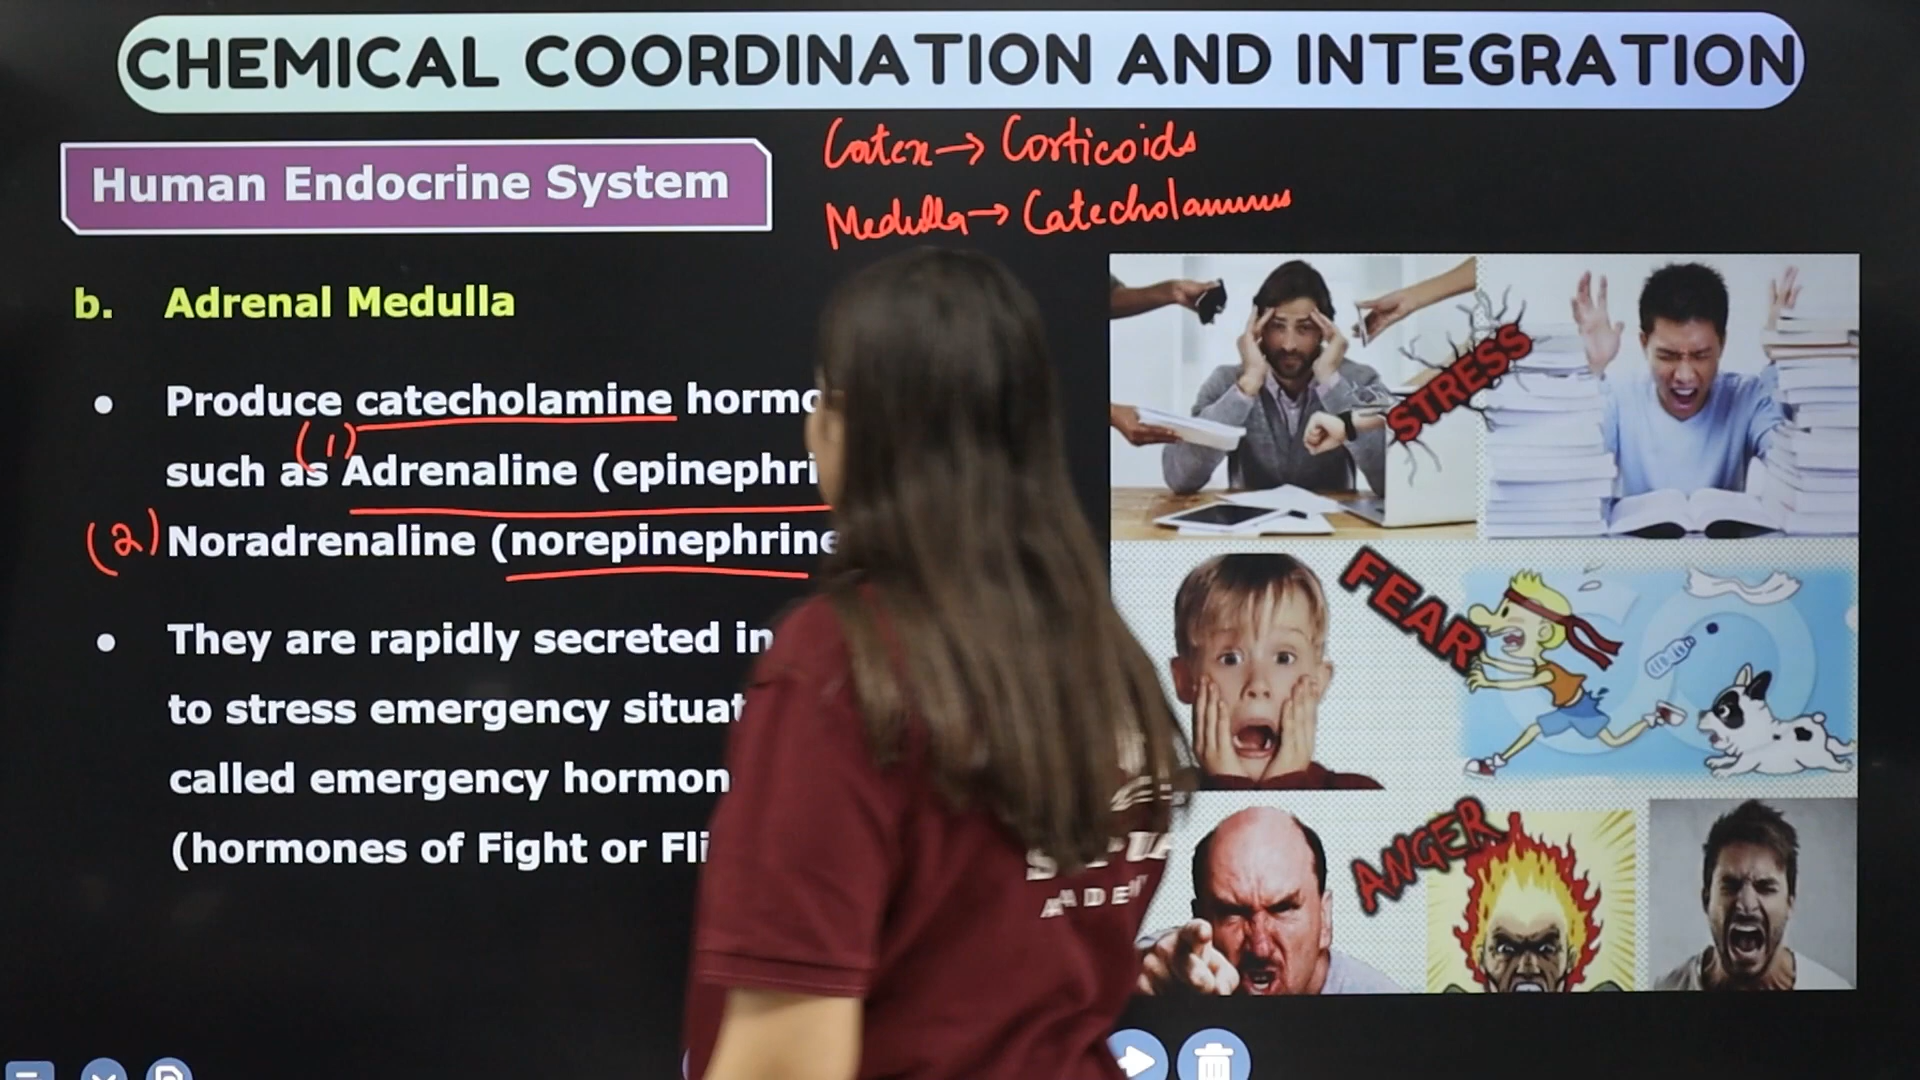 CHEMICAL COORDINATION AND INTEGRATION
Human Endocrine System
Cortex → Corticoids
Medulla → Catecholamines
b. Adrenal Medulla
• Produce catecholamine hormo
(1)
such as Adrenaline (epinephri
(2) Noradrenaline (norepinephrine
• They are rapidly secreted in
to stress emergency situat
called emergency hormon
(hormones of Fight or Fli
STRESS
FEAR
ANGER